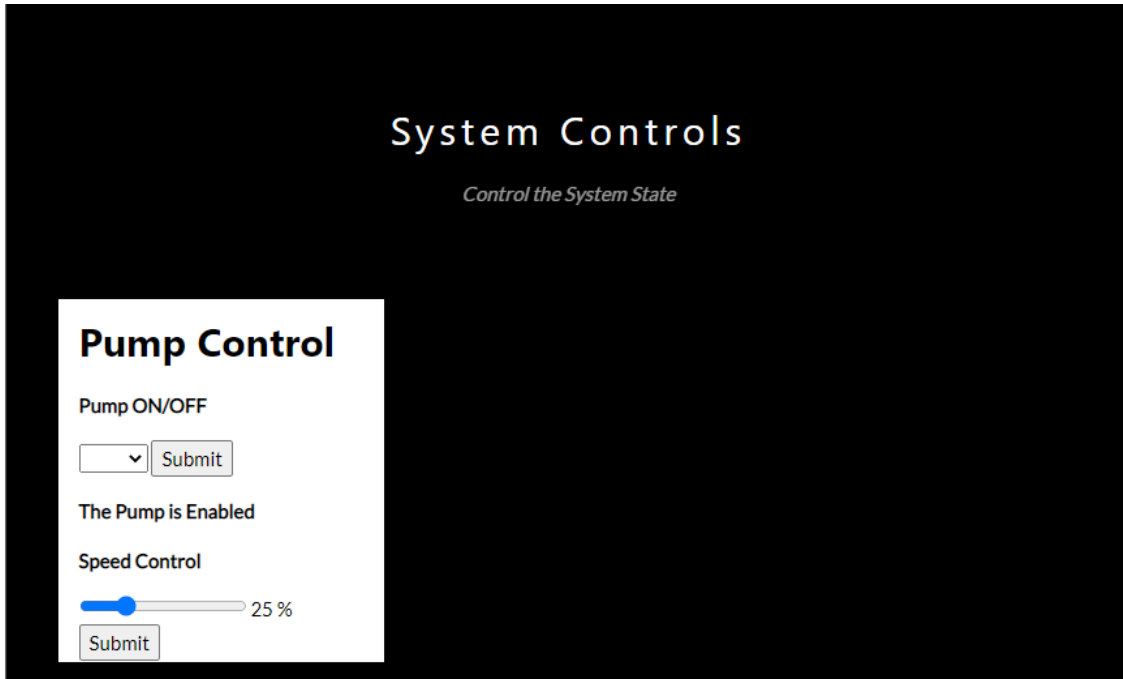 System Controls
Control the System State
Pump Control
Pump ON/OFF
Submit
The Pump is Enabled
Speed Control
25 %
Submit